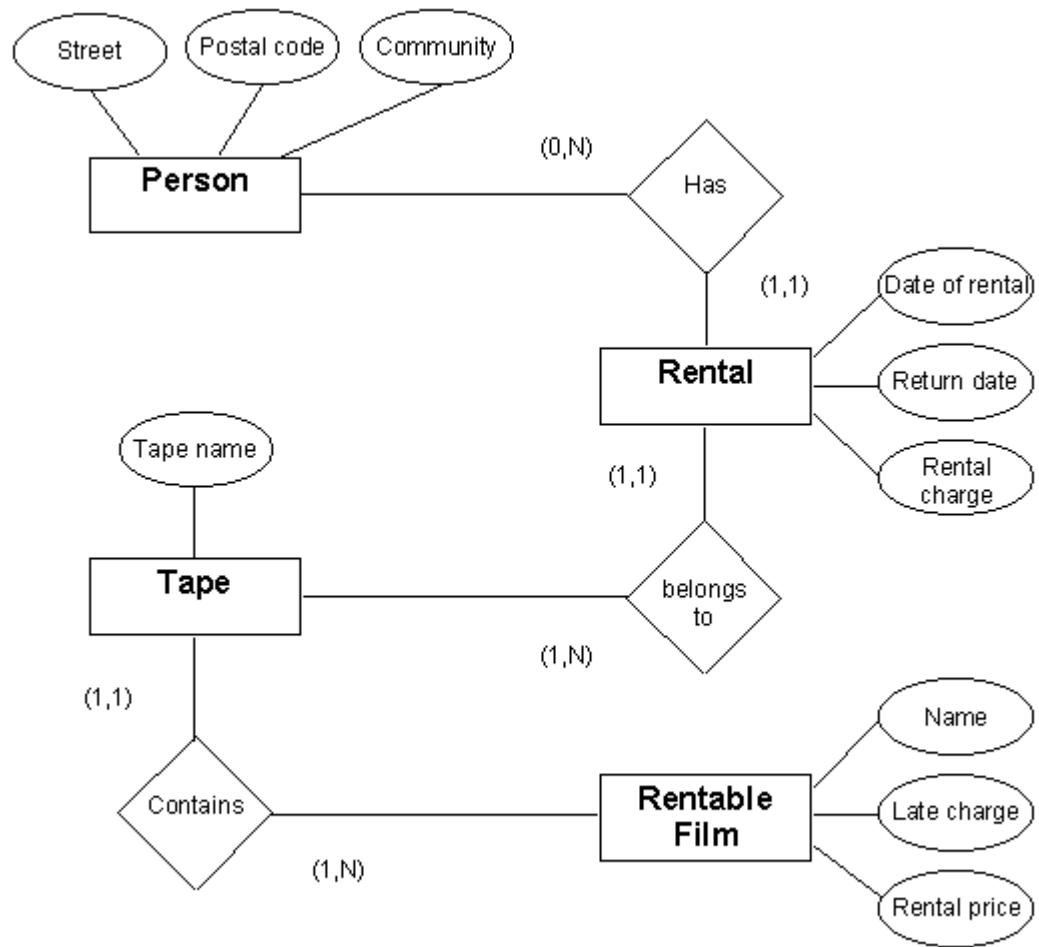 Street
Postal code
Community
Person
(0,N)
Has
(1,1)
Date of rental
Rental
Return date
Rental
charge
Tape name
(1,1)
Tape
belongs
to
(1,N)
(1,1)
Name
Contains
Rentable
Film
Late charge
(1,N)
Rental price